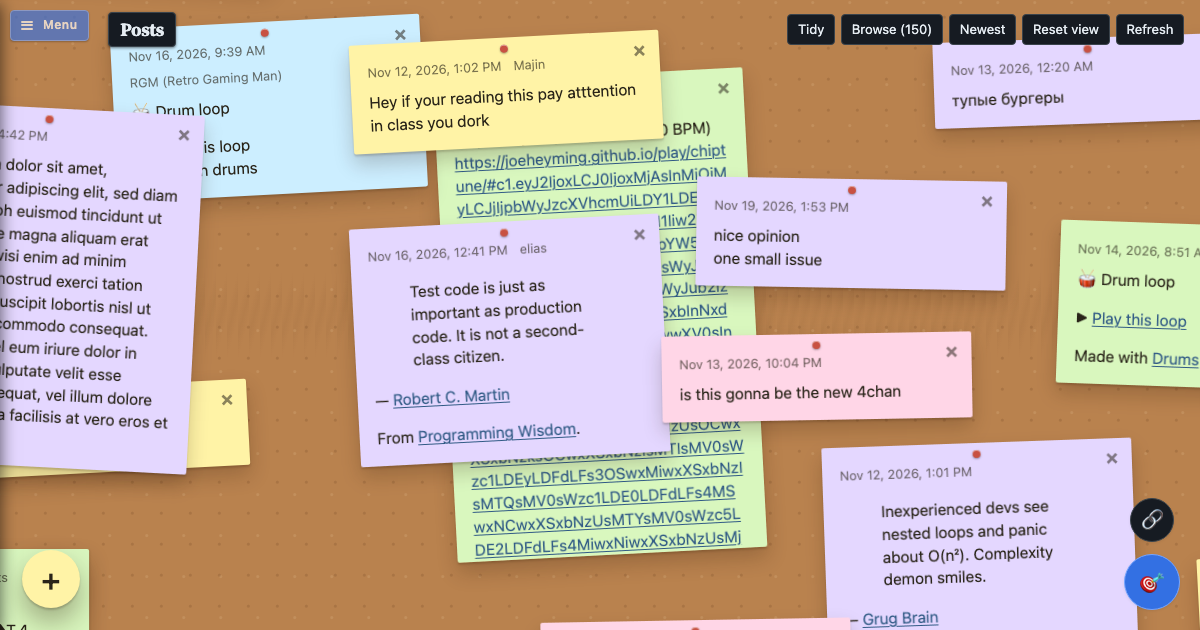 Menu
Posts
Tidy
Browse (150)
Newest
Reset view
Refresh
Nov 16, 2026, 9:39 AM
RGM (Retro Gaming Man)
🥁 Drum loop
is loop
drums
Nov 12, 2026, 1:02 PM Majin
Hey if your reading this pay atttention
in class you dork
Nov 13, 2026, 12:20 AM
тупые бургеры
4:42 PM
dolor sit amet,
adipiscing elit, sed diam
euismod tincidunt ut
magna aliquam erat
enim ad minim
nostrud exerci tation
suscipit lobortis nisl ut
commodo consequat.
eum iriure dolor in
vulputate velit esse
consequat, vel illum dolore
facilisis at vero eros et
BPM)
https://joeheyming.github.io/play/chipt
une/#c1.eyJ2IjoxLCJ0IjoxMjAsInMiOjM
yLCJjIjpbWyJzcXVhcmUiLDY1LDE
Nov 19, 2026, 1:53 PM
nice opinion
one small issue
Nov 16, 2026, 12:41 PM elias
Test code is just as
important as production
code. It is not a second-
class citizen.
— Robert C. Martin
From Programming Wisdom.
Nov 14, 2026, 8:51
🥁 Drum loop
▶ Play this loop
Made with Drums
Nov 13, 2026, 10:04 PM
is this gonna be the new 4chan
zc1LDEyLDFdLFs3OSwxMiwxXSxbNzI
sMTQsMV0sWzc1LDE0LDFdLFs4MS
wxNCwxXSxbNzUsMTYsMV0sWzc5L
DE2LDFdLFs4MiwxNiwxXSxbNzUsMj
Nov 12, 2026, 1:01 PM
Inexperienced devs see
nested loops and panic
about O(n²). Complexity
demon smiles.
— Grug Brain
+